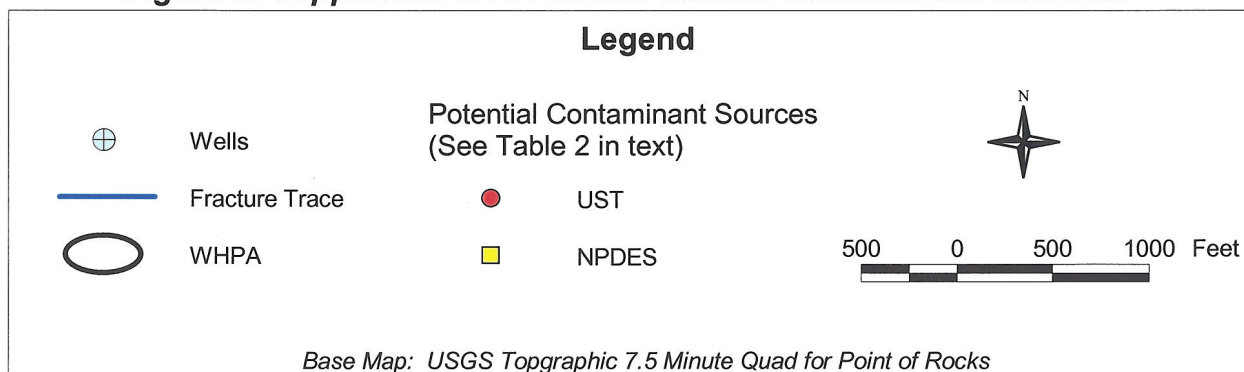 Legend
Potential Contaminant Sources
(See Table 2 in text)
N
Wells
Fracture Trace
UST
WHPA
NPDES
500 0 500 1000 Feet
Base Map: USGS Topgraphic 7.5 Minute Quad for Point of Rocks